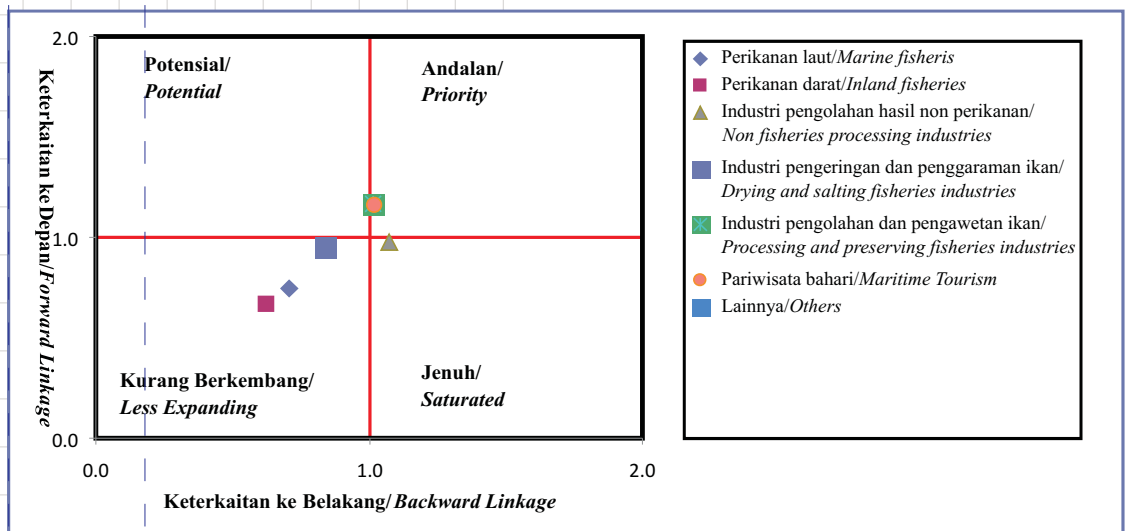 2.0
1.0
0.0
Keterkaitan ke Depan/Forward Linkage
Potensial/
Potential
Andalan/
Priority
Kurang Berkembang/
Less Expanding
Jenuh/
Saturated
0.0
1.0
2.0
Keterkaitan ke Belakang/Backward Linkage
Perikanan laut/Marine fisheris
Perikanan darat/Inland fisheries
Industri pengolahan hasil non perikanan/
Non fisheries processing industries
Industri pengeringan dan penggaraman ikan/
Drying and salting fisheries industries
Industri pengolahan dan pengawetan ikan/
Processing and preserving fisheries industries
Pariwisata bahari/Maritime Tourism
Lainnya/Others